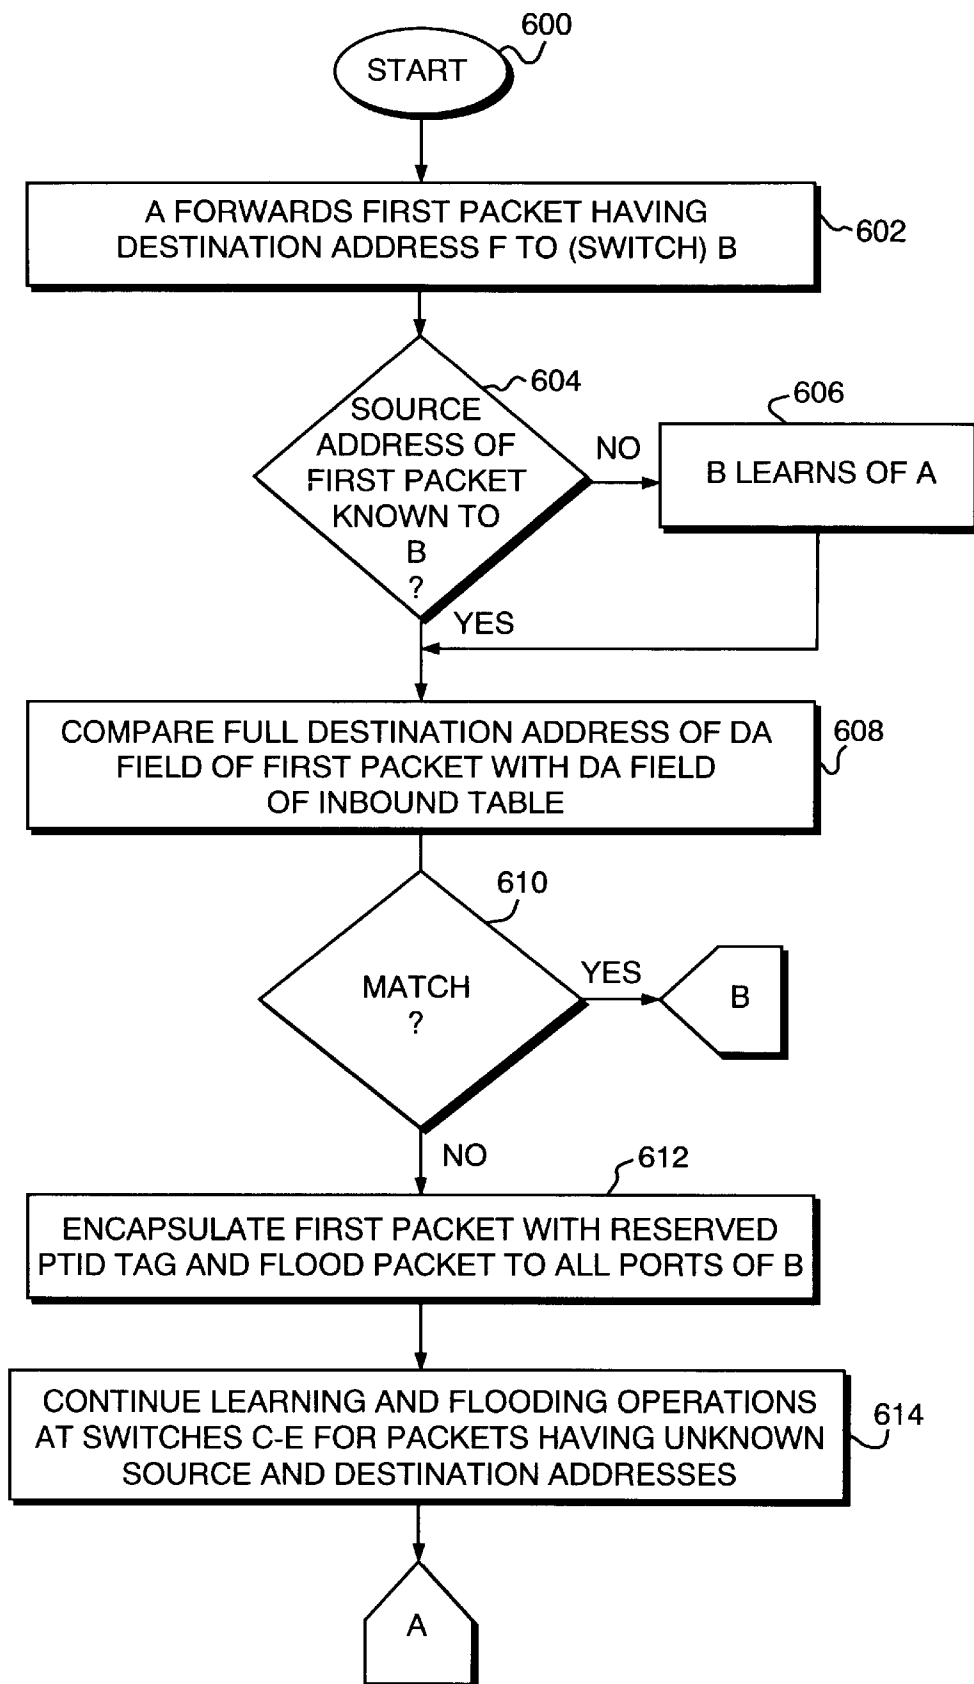 600
START
A FORWARDS FIRST PACKET HAVING
DESTINATION ADDRESS F TO (SWITCH) B
602
604
SOURCE
ADDRESS OF
FIRST PACKET
KNOWN TO
B
?
NO
606
B LEARNS OF A
YES
COMPARE FULL DESTINATION ADDRESS OF DA
FIELD OF FIRST PACKET WITH DA FIELD
OF INBOUND TABLE
608
610
MATCH
?
YES
B
NO
612
ENCAPSULATE FIRST PACKET WITH RESERVED
PTID TAG AND FLOOD PACKET TO ALL PORTS OF B
CONTINUE LEARNING AND FLOODING OPERATIONS
AT SWITCHES C-E FOR PACKETS HAVING UNKNOWN
SOURCE AND DESTINATION ADDRESSES
614
A